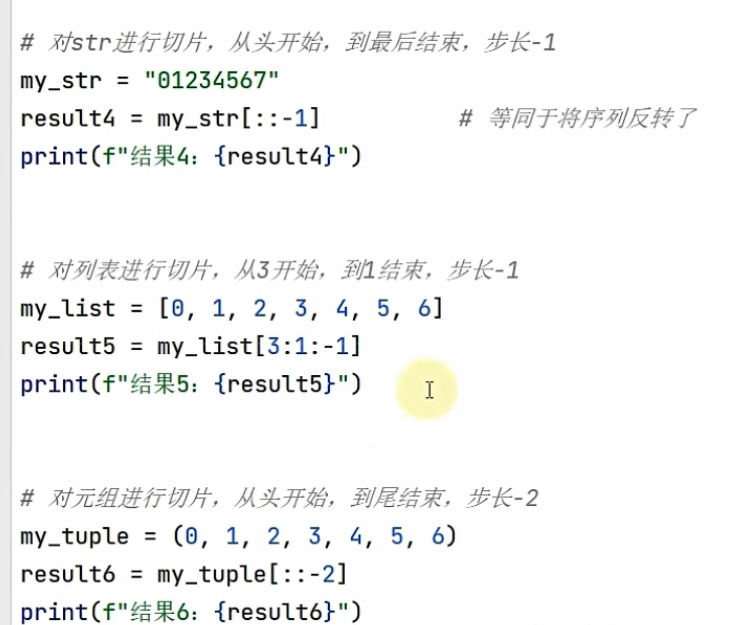 # 对str进行切片，从头开始，到最后结束，步长-1
my_str = "01234567"
result4 = my_str[::-1]          # 等同于将序列反转了
print(f"结果4：{result4}")
# 对列表进行切片，从3开始，到1结束，步长-1
my_list = [0, 1, 2, 3, 4, 5, 6]
result5 = my_list[3:1:-1]
print(f"结果5：{result5}")
# 对元组进行切片，从头开始，到尾结束，步长-2
my_tuple = (0, 1, 2, 3, 4, 5, 6)
result6 = my_tuple[::-2]
print(f"结果6：{result6}")